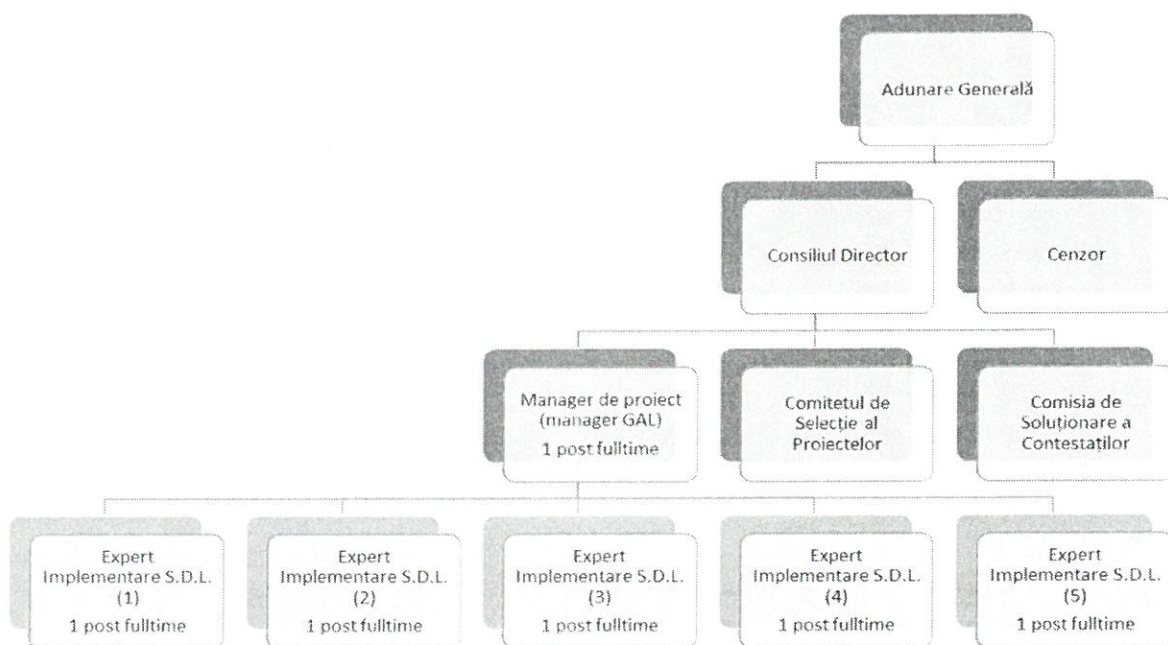 Adunare Generală
Consiliul Director
Cenzor
Manager de proiect
(manager GAL)
1 post fulltime
Comitetul de
Selecție al
Proiectelor
Comisia de
Soluționare a
Contestațiilor
Expert
Implementare S.D.L.
(1)
1 post fulltime
Expert
Implementare S.D.L.
(2)
1 post fulltime
Expert
Implementare S.D.L.
(3)
1 post fulltime
Expert
Implementare S.D.L.
(4)
1 post fulltime
Expert
Implementare S.D.L.
(5)
1 post fulltime